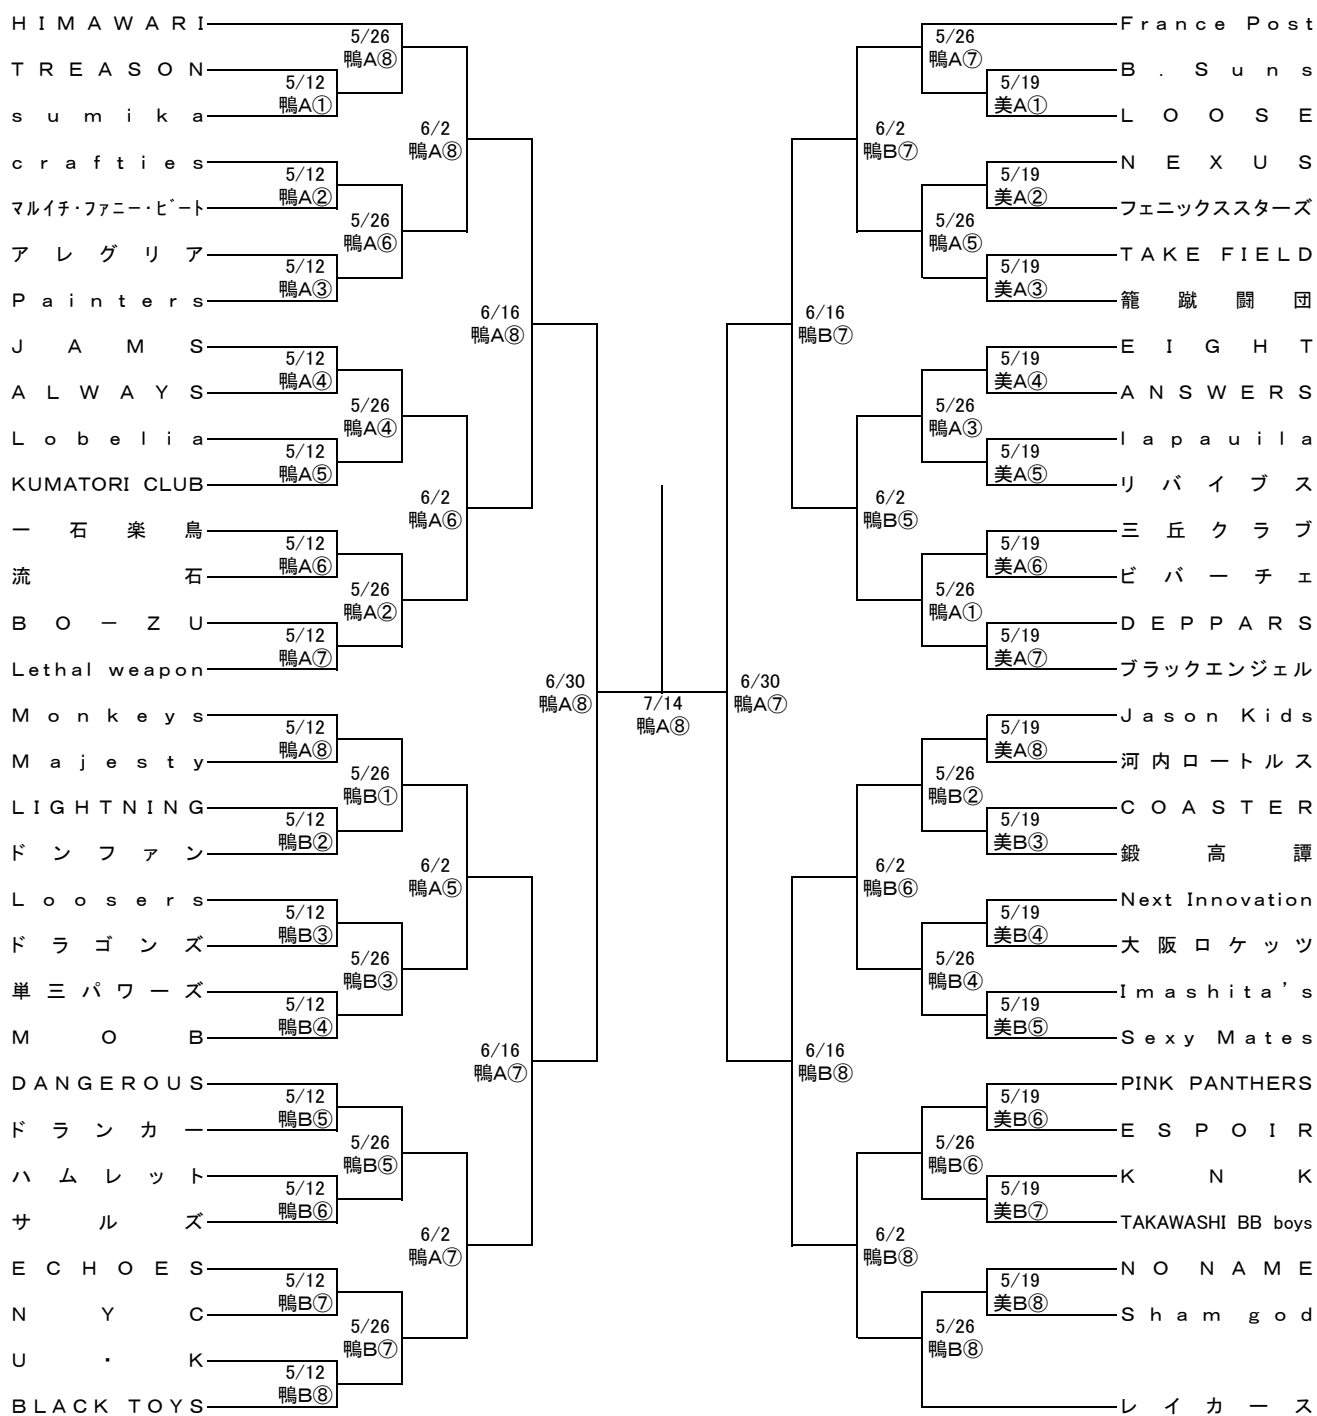 HIMAWARI
5/26
鴨A⑧
TREASON
5/12
鴨A①
sumika
6/2
鴨A⑧
crafties
5/12
鴨A②
マルイチ・ファニー・ビート
5/26
鴨A⑥
アレグリア
5/12
鴨A③
Painters
6/16
鴨A⑧
JAMS
5/12
鴨A④
ALWAYS
5/26
鴨A④
Lobelia
5/12
鴨A⑤
KUMATORI CLUB
6/2
鴨A⑥
一石楽鳥
5/12
鴨A⑥
流石
5/26
鴨A②
BO－ZU
5/12
鴨A⑦
Lethal weapon
6/30
鴨A⑧
Monkeys
5/12
鴨A⑧
Majesty
5/26
鴨B①
LIGHTNING
5/12
鴨B②
ドンファン
6/2
鴨A⑤
Loosers
5/12
鴨B③
ドラゴンズ
5/26
鴨B③
単三パワーズ
5/12
鴨B④
MOB
6/16
鴨A⑦
DANGEROUS
5/12
鴨B⑤
ドランカー
5/26
鴨B⑤
ハムレット
5/12
鴨B⑥
サルズ
6/2
鴨A⑦
ECHOES
5/12
鴨B⑦
NYC
5/26
鴨B⑦
U・K
5/12
鴨B⑧
BLACK TOYS
7/14
鴨A⑧
France Post
5/26
鴨A⑦
B.Suns
5/19
美A①
LOOSE
6/2
鴨B⑦
NEXUS
5/19
美A②
フェニックススターズ
5/26
鴨A⑤
TAKE FIELD
5/19
美A③
籠蹴闘団
6/16
鴨B⑦
EIGHT
5/19
美A④
ANSWERS
5/26
鴨A③
lapauila
5/19
美A⑤
リバイブス
6/2
鴨B⑤
三丘クラブ
5/19
美A⑥
ビバーチェ
5/26
鴨A①
DEPPARS
5/19
美A⑦
ブラックエンジェル
6/30
鴨A⑦
Jason Kids
5/19
美A⑧
河内ロートルス
5/26
鴨B②
COASTER
5/19
美B③
鍛高譚
6/2
鴨B⑥
Next Innovation
5/19
美B④
大阪ロケッツ
5/26
鴨B④
Imashita's
5/19
美B⑤
Sexy Mates
6/16
鴨B⑧
PINK PANTHERS
5/19
美B⑥
ESPOIR
5/26
鴨B⑥
KNK
5/19
美B⑦
TAKAWASHI BB boys
6/2
鴨B⑧
NO NAME
5/19
美B⑧
Sham god
5/26
鴨B⑧
レイカース